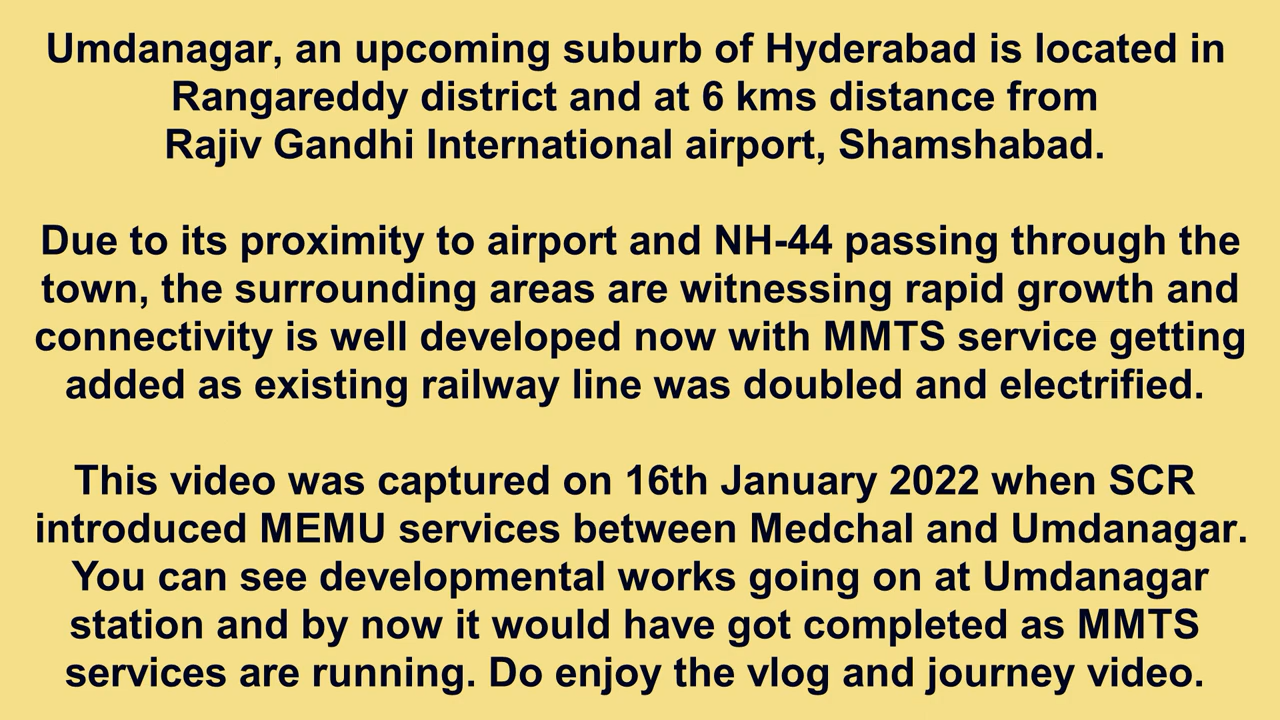 Umdanagar, an upcoming suburb of Hyderabad is located in
Rangareddy district and at 6 kms distance from
Rajiv Gandhi International airport, Shamshabad.
Due to its proximity to airport and NH-44 passing through the
town, the surrounding areas are witnessing rapid growth and
connectivity is well developed now with MMTS service getting
added as existing railway line was doubled and electrified.
This video was captured on 16th January 2022 when SCR
introduced MEMU services between Medchal and Umdanagar.
You can see developmental works going on at Umdanagar
station and by now it would have got completed as MMTS
services are running. Do enjoy the vlog and journey video.